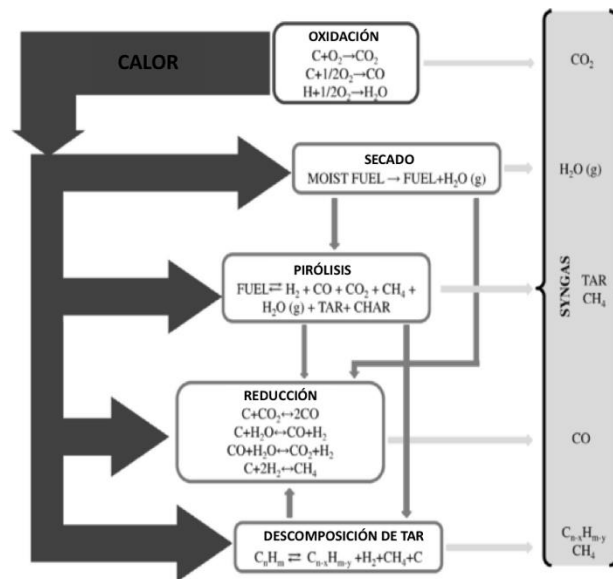 CALOR
OXIDACIÓN
C+O₂→CO₂
C+1/2O₂→CO
H+1/2O₂→H₂O
CO₂
SECADO
MOIST FUEL → FUEL+H₂O (g)
H₂O (g)
PIRÓLISIS
FUEL⇄ H₂ + CO + CO₂ + CH₄ +
H₂O (g) + TAR+ CHAR
SYNGAS
TAR
CH₄
REDUCCIÓN
C+CO₂↔2CO
C+H₂O↔CO+H₂
CO+H₂O↔CO₂+H₂
C+2H₂↔CH₄
CO
DESCOMPOSICIÓN DE TAR
CₙHₘ ⇄ Cₙ₋ₓHₘ₋y +H₂+CH₄+C
Cₙ₋ₓHₘ₋y
CH₄